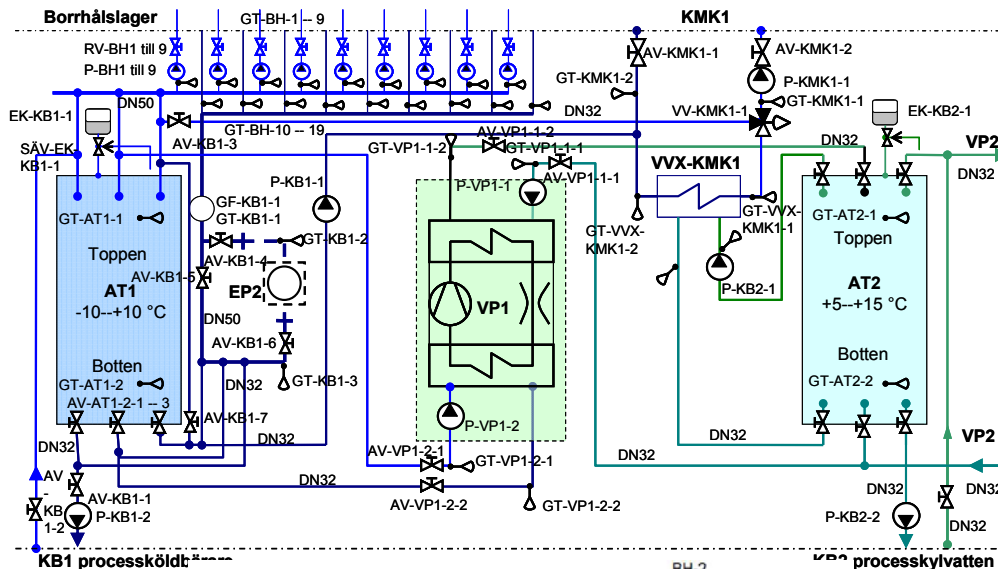 Borrhålslager
GT-BH-1 -- 9
KMK1
RV-BH1 till 9
P-BH1 till 9
AV-KMK1-1
AV-KMK1-2
GT-KMK1-2
P-KMK1-1
GT-KMK1-1
DN50
DN32
VV-KMK1-1
EK-KB1-1
EK-KB2-1
GT-BH-10 -- 19
AV-KB1-3
SÄV-EK-
KB1-1
GT-VP1-1-2
AV-VP1-1-2
GT-VP1-1-1
AV-VP1-1-1
DN32
VP2
DN32
P-KB1-1
P-VP1-1
VVX-KMK1
GT-AT1-1
GF-KB1-1
GT-KB1-1
GT-KB1-2
GT-VVX-
KMK1-1
GT-VVX-
KMK1-2
GT-AT2-1
Toppen
Toppen
AV-KB1-4
AV-KB1-5
EP2
P-KB2-1
AT1
-10--+10 °C
VP1
AT2
+5--+15 °C
DN50
AV-KB1-6
Botten
Botten
GT-AT1-2
DN32
GT-KB1-3
GT-AT2-2
AV-AT1-2-1 -- 3
AV-KB1-7
P-VP1-2
DN32
DN32
DN32
DN32
VP2
AV-VP1-2-1
GT-VP1-2-1
DN32
DN32
DN32
AV-VP1-2-2
GT-VP1-2-2
AV
-
KB
1-2
AV-KB1-1
P-KB1-2
P-KB2-2
DN32
KB1
KB2 processkylvatten
BH-2